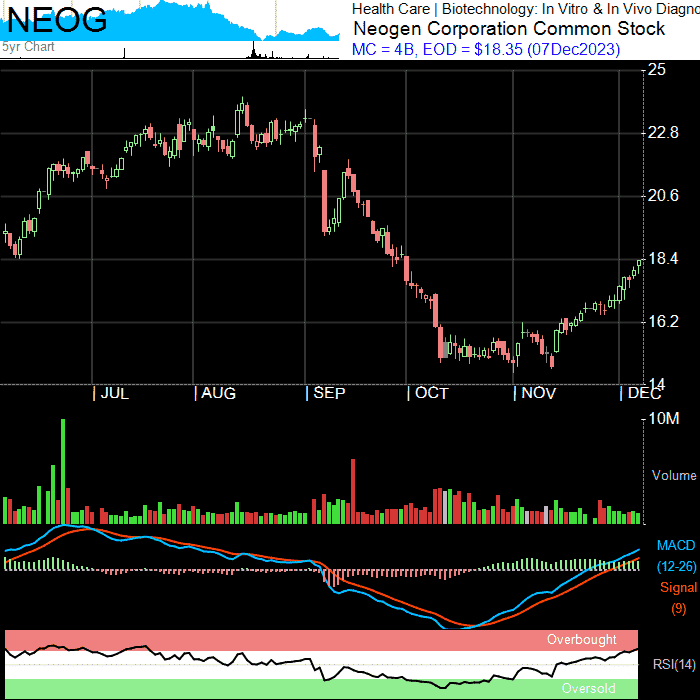 NEOG
5yr Chart
Health Care | Biotechnology: In Vitro & In Vivo Diagno
Neogen Corporation Common Stock
MC = 4B, EOD = $18.35 (07Dec2023)
25
22.8
20.6
18.4
16.2
14
JUL AUG SEP OCT NOV DEC
10M
Volume
MACD
(12-26)
Signal
(9)
Overbought
RSI(14)
Oversold